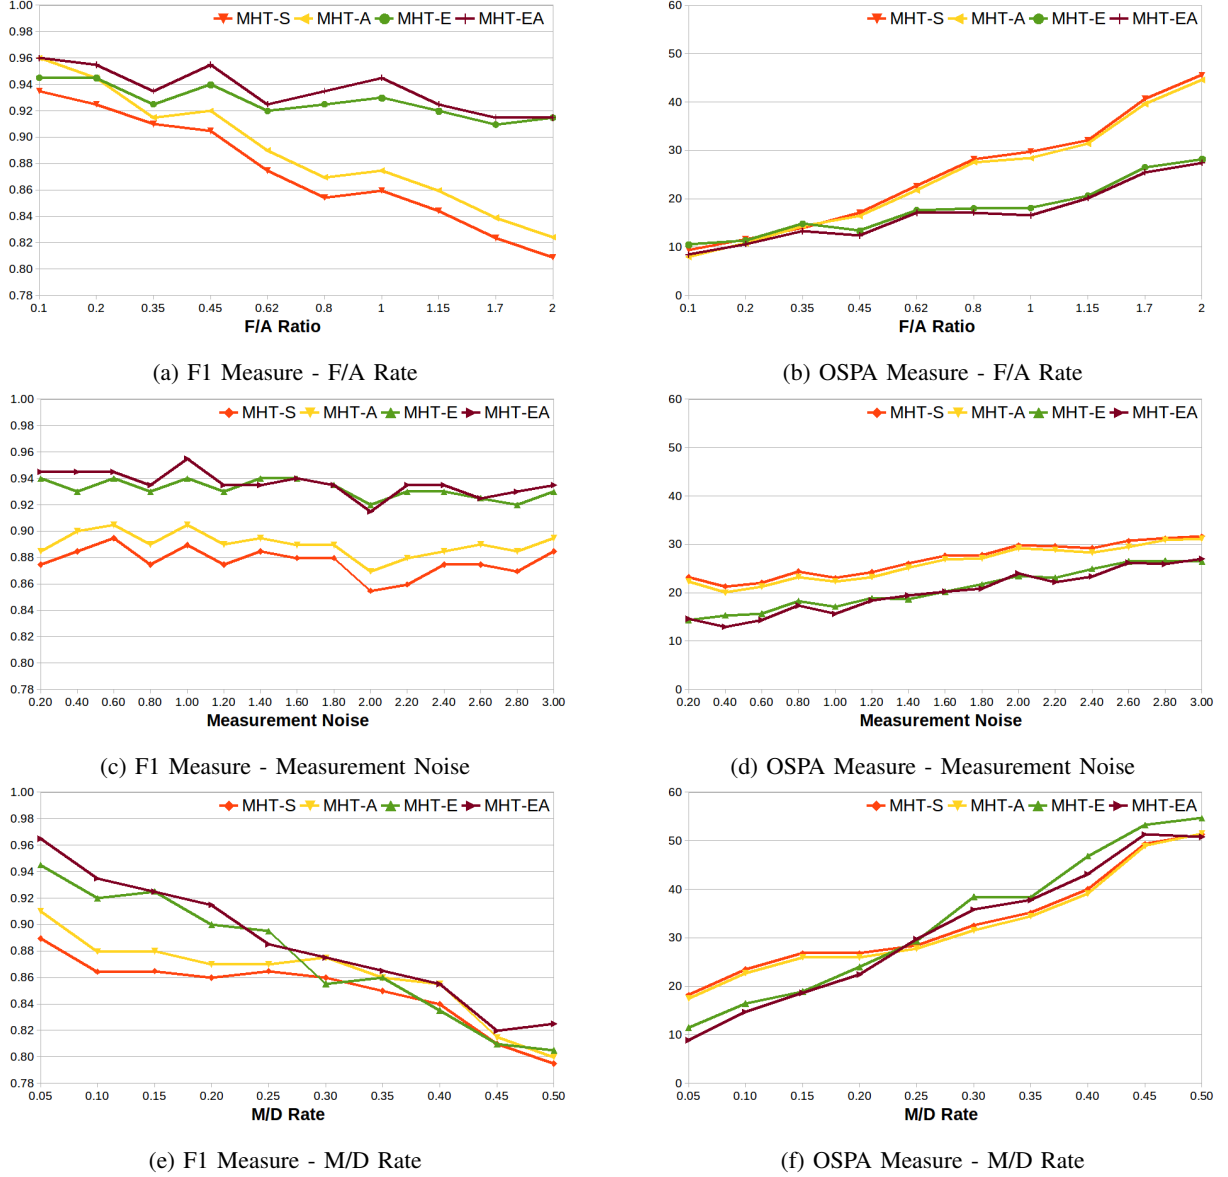 MHT-S MHT-A MHT-E MHT-EA
1.00
0.98
0.96
0.94
0.92
0.90
0.88
0.86
0.84
0.82
0.80
0.78
0.1 0.2 0.35 0.45 0.62 0.8 1 1.15 1.7 2
F/A Ratio
(a) F1 Measure - F/A Rate
MHT-S MHT-A MHT-E MHT-EA
60
50
40
30
20
10
0
0.1 0.2 0.35 0.45 0.62 0.8 1 1.15 1.7 2
F/A Ratio
(b) OSPA Measure - F/A Rate
MHT-S MHT-A MHT-E MHT-EA
1.00
0.98
0.96
0.94
0.92
0.90
0.88
0.86
0.84
0.82
0.80
0.78
0.20 0.40 0.60 0.80 1.00 1.20 1.40 1.60 1.80 2.00 2.20 2.40 2.60 2.80 3.00
Measurement Noise
(c) F1 Measure - Measurement Noise
MHT-S MHT-A MHT-E MHT-EA
60
50
40
30
20
10
0
0.20 0.40 0.60 0.80 1.00 1.20 1.40 1.60 1.80 2.00 2.20 2.40 2.60 2.80 3.00
Measurement Noise
(d) OSPA Measure - Measurement Noise
MHT-S MHT-A MHT-E MHT-EA
1.00
0.98
0.96
0.94
0.92
0.90
0.88
0.86
0.84
0.82
0.80
0.78
0.05 0.10 0.15 0.20 0.25 0.30 0.35 0.40 0.45 0.50
M/D Rate
(e) F1 Measure - M/D Rate
MHT-S MHT-A MHT-E MHT-EA
60
50
40
30
20
10
0
0.05 0.10 0.15 0.20 0.25 0.30 0.35 0.40 0.45 0.50
M/D Rate
(f) OSPA Measure - M/D Rate